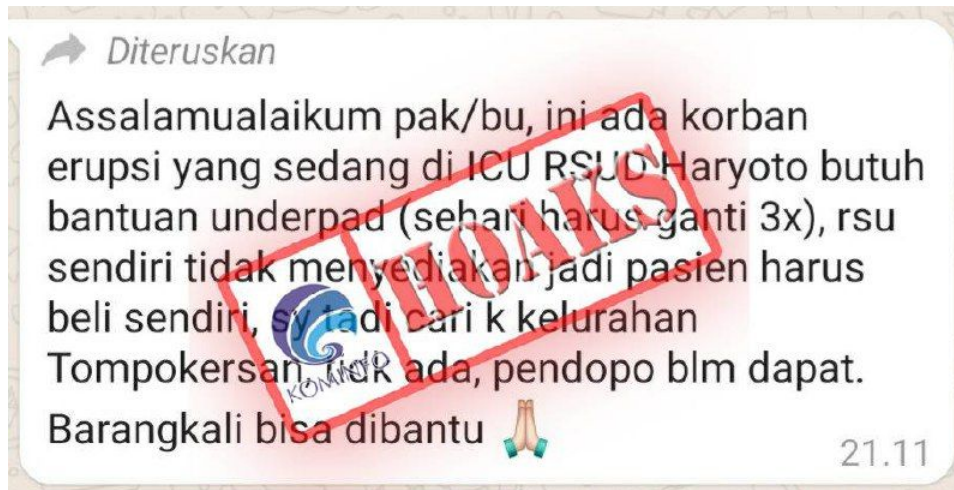 Diteruskan
Assalamualaikum pak/bu, ini ada korban
erupsi yang sedang di ICU RSUD Haryoto butuh
bantuan underpad (sehari harus ganti 3x), rsu
sendiri tidak menyediakan jadi pasien harus
beli sendiri, sy tadi cari k kelurahan
Tompokersan tidk ada, pendopo blm dapat.
Barangkali bisa dibantu 🙏🏻
21.11
HOAKS
KOMINFO